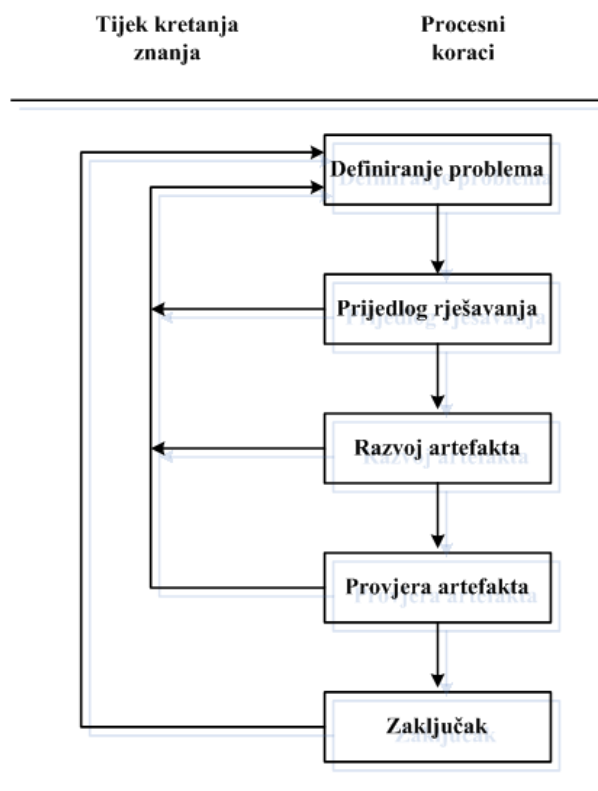 Tijek kretanja
znanja
Procesni
koraci
Definiranje problema
Prijedlog rješavanja
Razvoj artefakta
Provjera artefakta
Zaključak